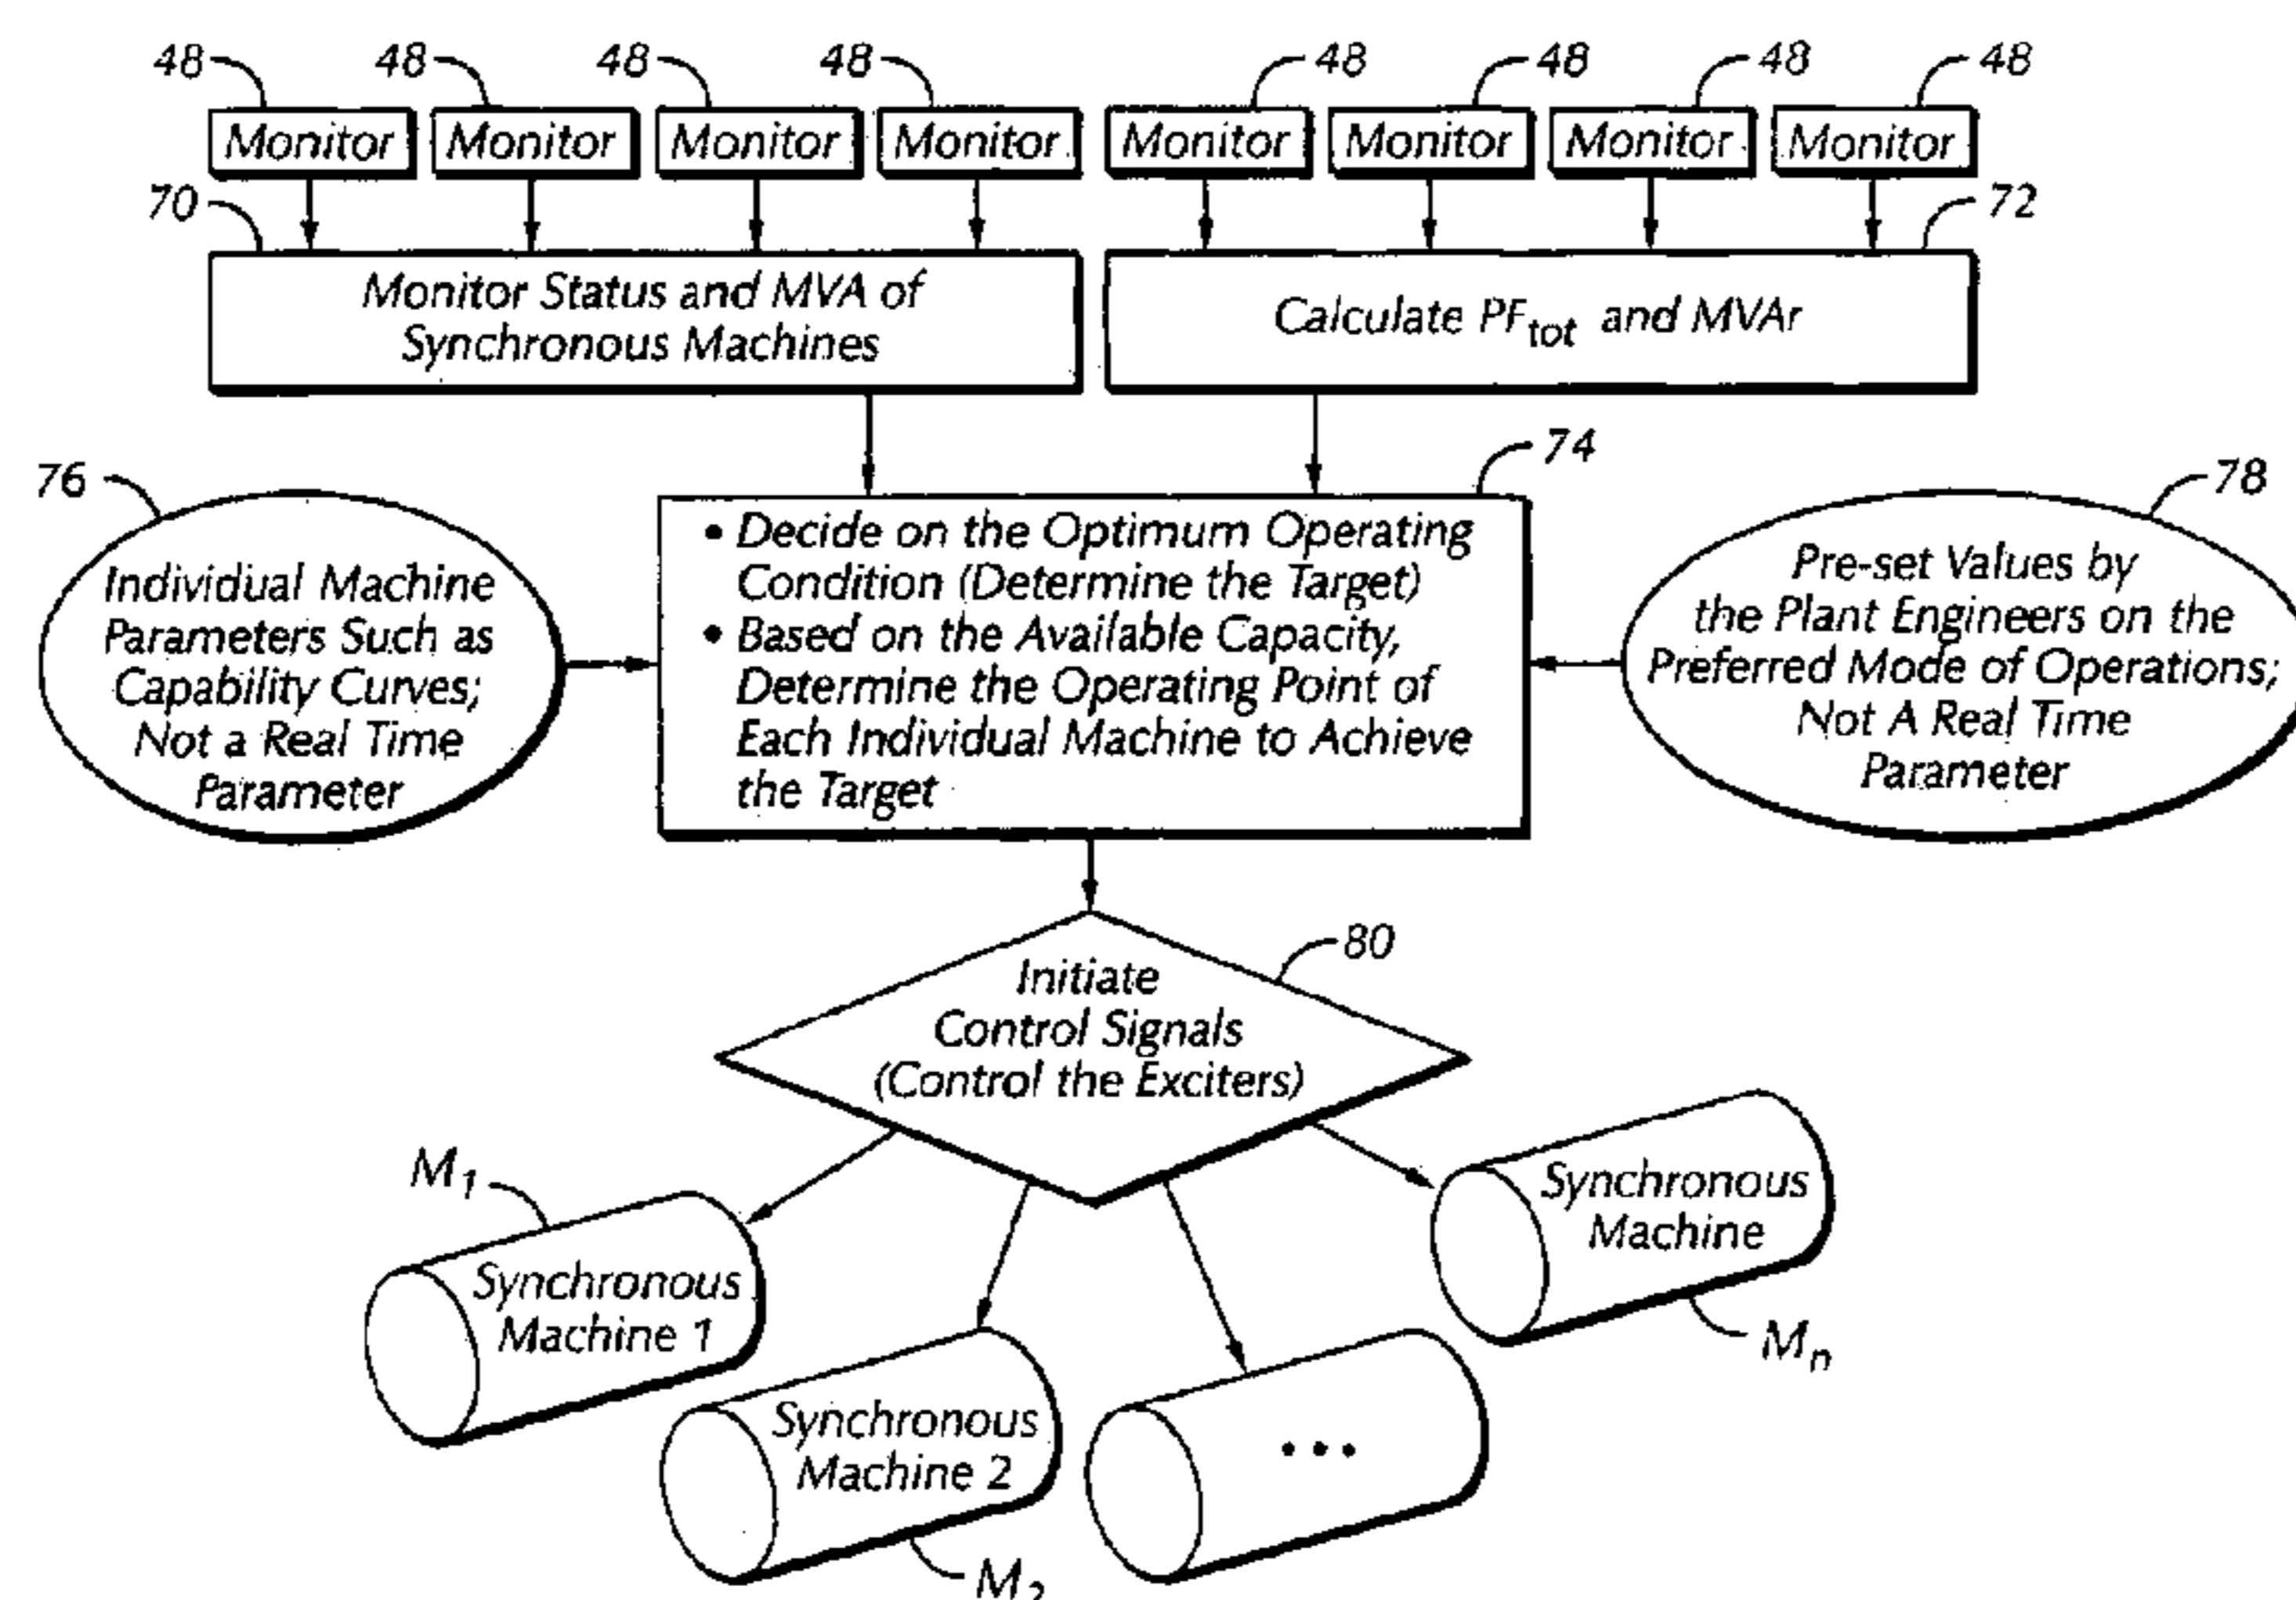 48 48 48 48 48 48 48 48
Monitor Monitor Monitor Monitor Monitor Monitor Monitor Monitor
70
72
Monitor Status and MVA of
Synchronous Machines
Calculate PFtot and MVAr
74
76
78
Individual Machine
Parameters Such as
Capability Curves;
Not a Real Time
Parameter
• Decide on the Optimum Operating
Condition (Determine the Target)
• Based on the Available Capacity,
Determine the Operating Point of
Each Individual Machine to Achieve
the Target
Pre-set Values by
the Plant Engineers on the
Preferred Mode of Operations;
Not A Real Time
Parameter
80
Initiate
Control Signals
(Control the Exciters)
M1
Synchronous
Machine 1
Synchronous
Machine 2
M2
• • •
Synchronous
Machine
Mn